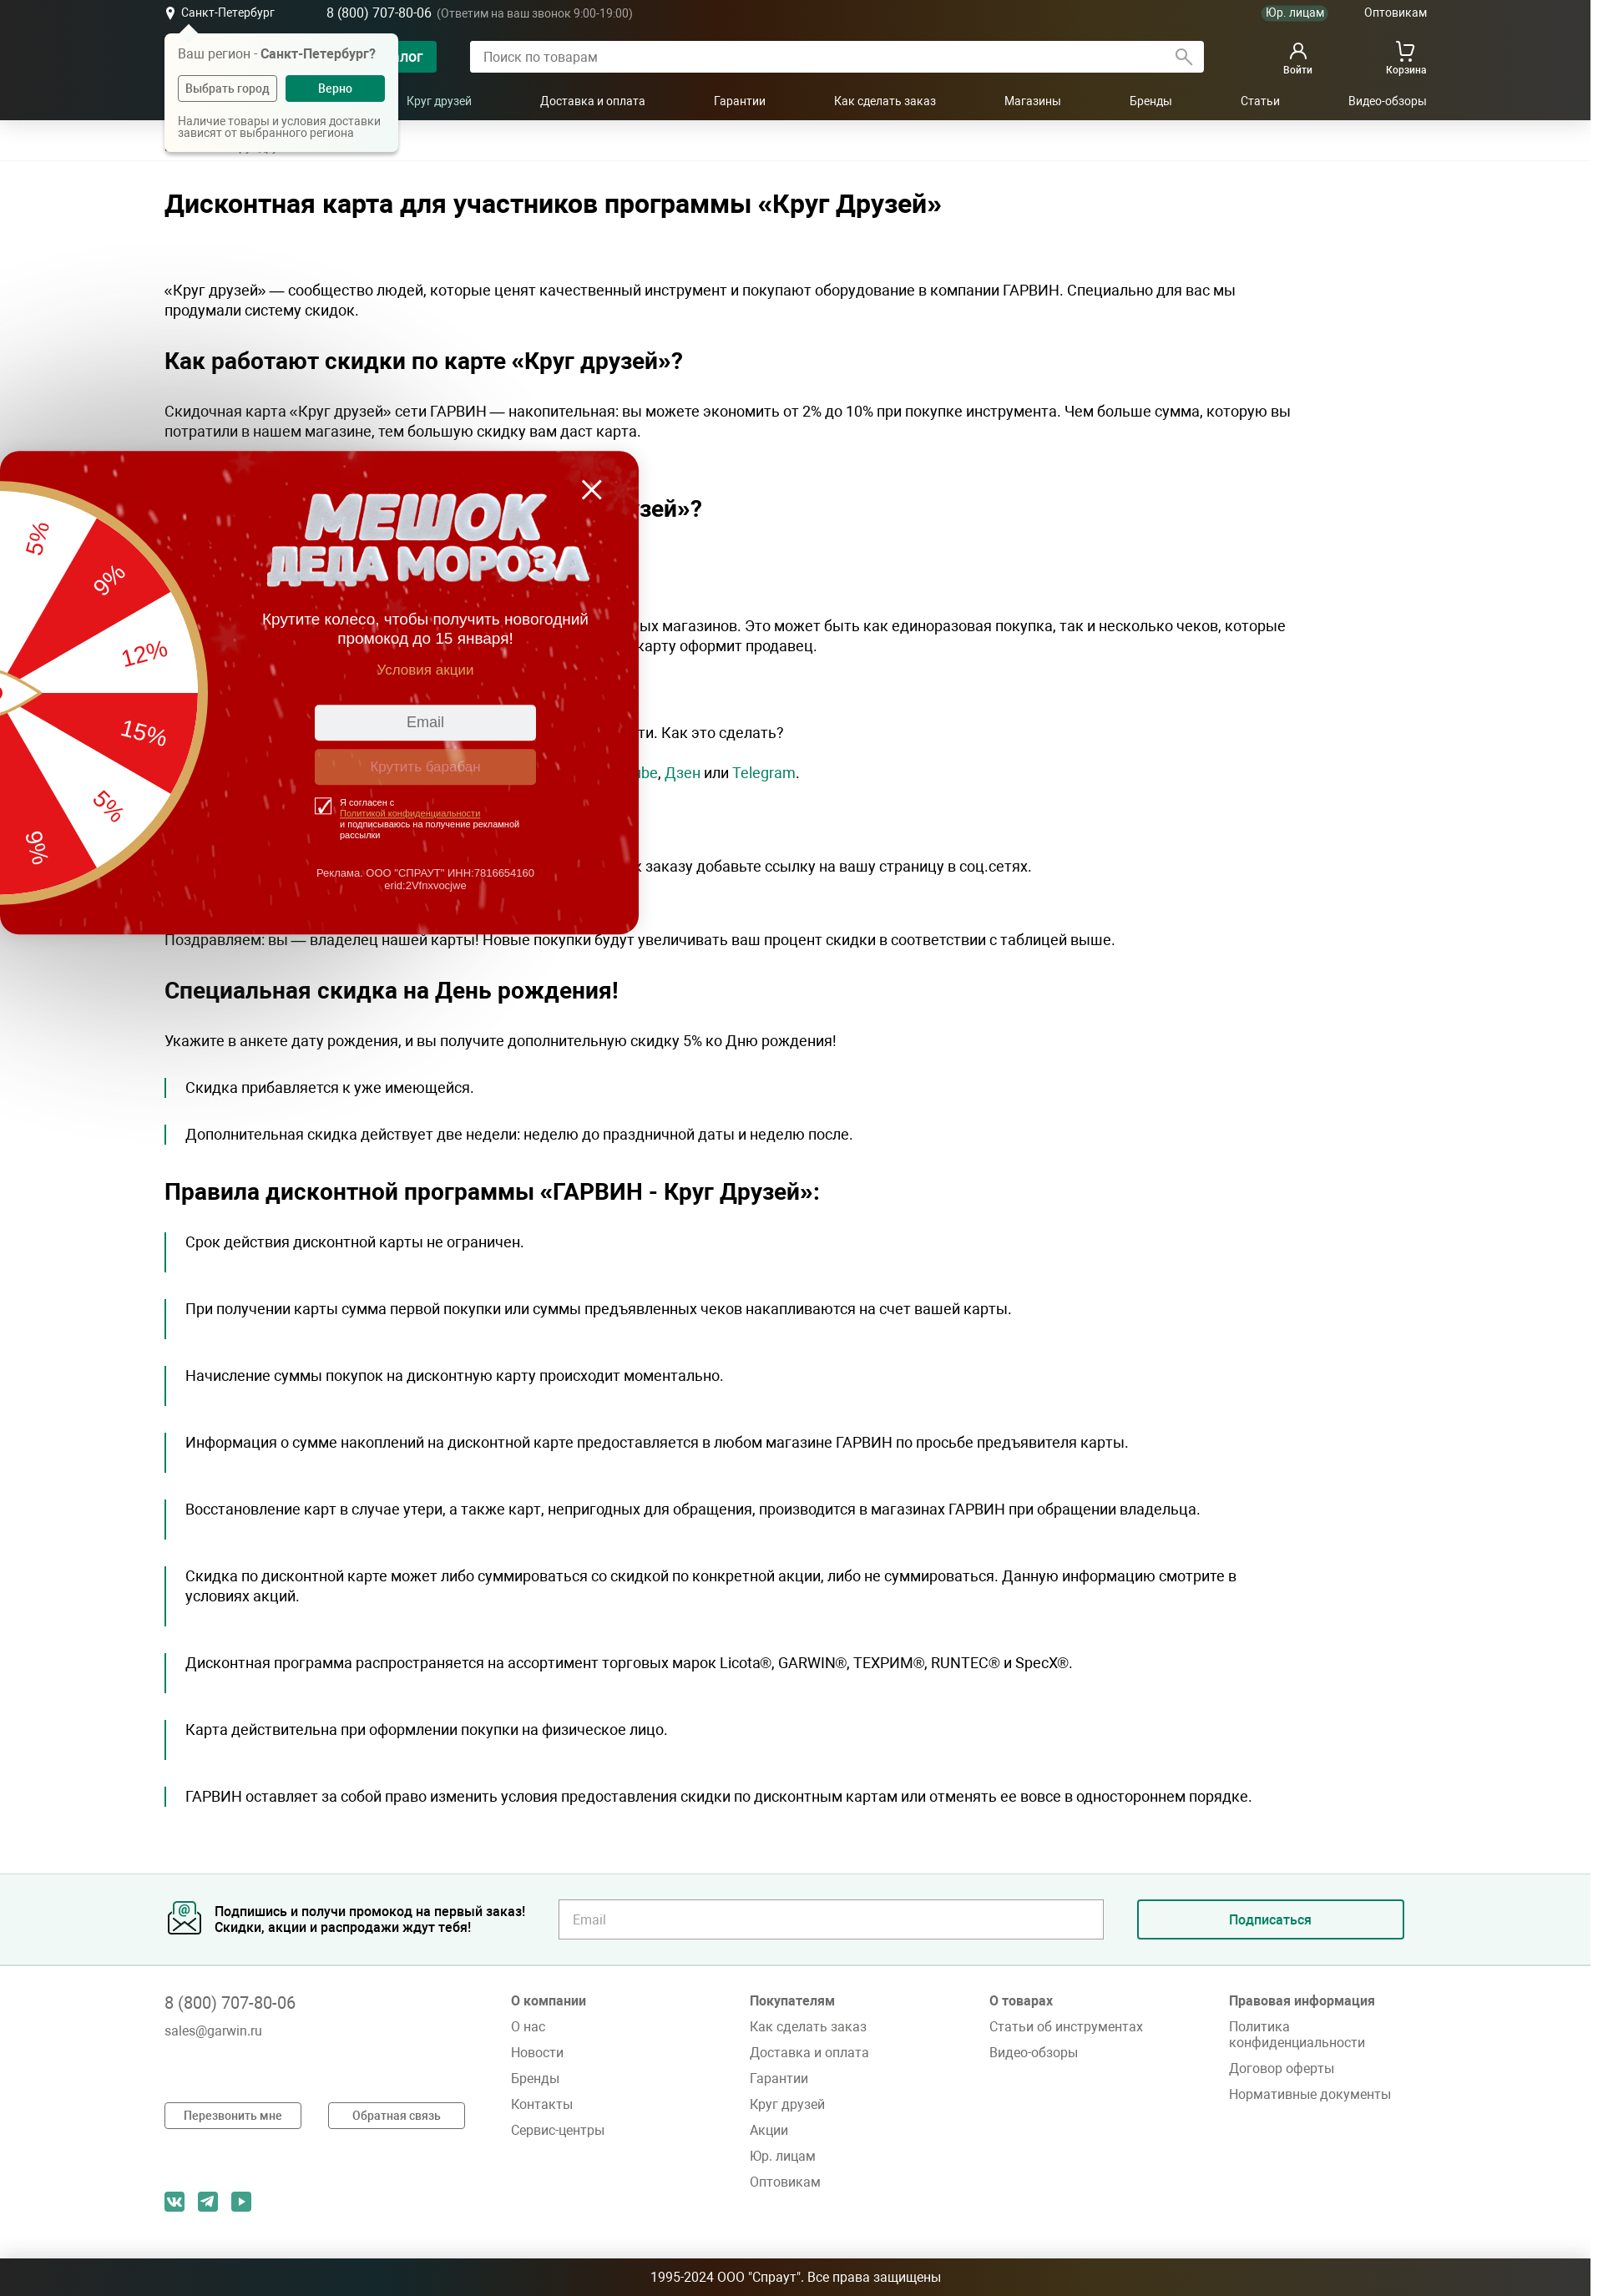 Санкт-Петербург
8 (800) 707-80-06 (Ответим на ваш звонок 9:00-19:00)
Юр. лицам
Оптовикам
Ваш регион - Санкт-Петербург?
Выбрать город
Верно
Наличие товары и условия доставки
зависят от выбранного региона
Поиск по товарам
Войти
Корзина
Круг друзей
Доставка и оплата
Гарантии
Как сделать заказ
Магазины
Бренды
Статьи
Видео-обзоры
Дисконтная карта для участников программы «Круг Друзей»
«Круг друзей» — сообщество людей, которые ценят качественный инструмент и покупают оборудование в компании ГАРВИН. Специально для вас мы
продумали систему скидок.
Как работают скидки по карте «Круг друзей»?
Скидочная карта «Круг друзей» сети ГАРВИН — накопительная: вы можете экономить от 2% до 10% при покупке инструмента. Чем больше сумма, которую вы
потратили в нашем магазине, тем большую скидку вам даст карта.
магазинов. Это может быть как единоразовая покупка, так и несколько чеков, которые
карту оформит продавец.
Как это сделать?
Дзен или Telegram.
к заказу добавьте ссылку на вашу страницу в соц.сетях.
5%
9%
12%
15%
5%
9%
МЕШОК
ДЕДА МОРОЗА
Крутите колесо, чтобы получить новогодний
промокод до 15 января!
Условия акции
Email
Крутить барабан
Я согласен с
Политикой конфиденциальности
и подписываюсь на получение рекламной
рассылки
Реклама. ООО "СПРАУТ" ИНН:7816654160
erid:2Vfnxvocjwe
Поздравляем: вы — владелец нашей карты! Новые покупки будут увеличивать ваш процент скидки в соответствии с таблицей выше.
Специальная скидка на День рождения!
Укажите в анкете дату рождения, и вы получите дополнительную скидку 5% ко Дню рождения!
Скидка прибавляется к уже имеющейся.
Дополнительная скидка действует две недели: неделю до праздничной даты и неделю после.
Правила дисконтной программы «ГАРВИН - Круг Друзей»:
Срок действия дисконтной карты не ограничен.
При получении карты сумма первой покупки или суммы предъявленных чеков накапливаются на счет вашей карты.
Начисление суммы покупок на дисконтную карту происходит моментально.
Информация о сумме накоплений на дисконтной карте предоставляется в любом магазине ГАРВИН по просьбе предъявителя карты.
Восстановление карт в случае утери, а также карт, непригодных для обращения, производится в магазинах ГАРВИН при обращении владельца.
Скидка по дисконтной карте может либо суммироваться со скидкой по конкретной акции, либо не суммироваться. Данную информацию смотрите в
условиях акций.
Дисконтная программа распространяется на ассортимент торговых марок Licota®, GARWIN®, ТЕХРИМ®, RUNTEC® и SpecX®.
Карта действительна при оформлении покупки на физическое лицо.
ГАРВИН оставляет за собой право изменить условия предоставления скидки по дисконтным картам или отменять ее вовсе в одностороннем порядке.
Подпишись и получи промокод на первый заказ!
Скидки, акции и распродажи ждут тебя!
Email
Подписаться
8 (800) 707-80-06
sales@garwin.ru
Перезвонить мне
Обратная связь
О компании
О нас
Новости
Бренды
Контакты
Сервис-центры
Покупателям
Как сделать заказ
Доставка и оплата
Гарантии
Круг друзей
Акции
Юр. лицам
Оптовикам
О товарах
Статьи об инструментах
Видео-обзоры
Правовая информация
Политика
конфиденциальности
Договор оферты
Нормативные документы
1995-2024 ООО "Спраут". Все права защищены